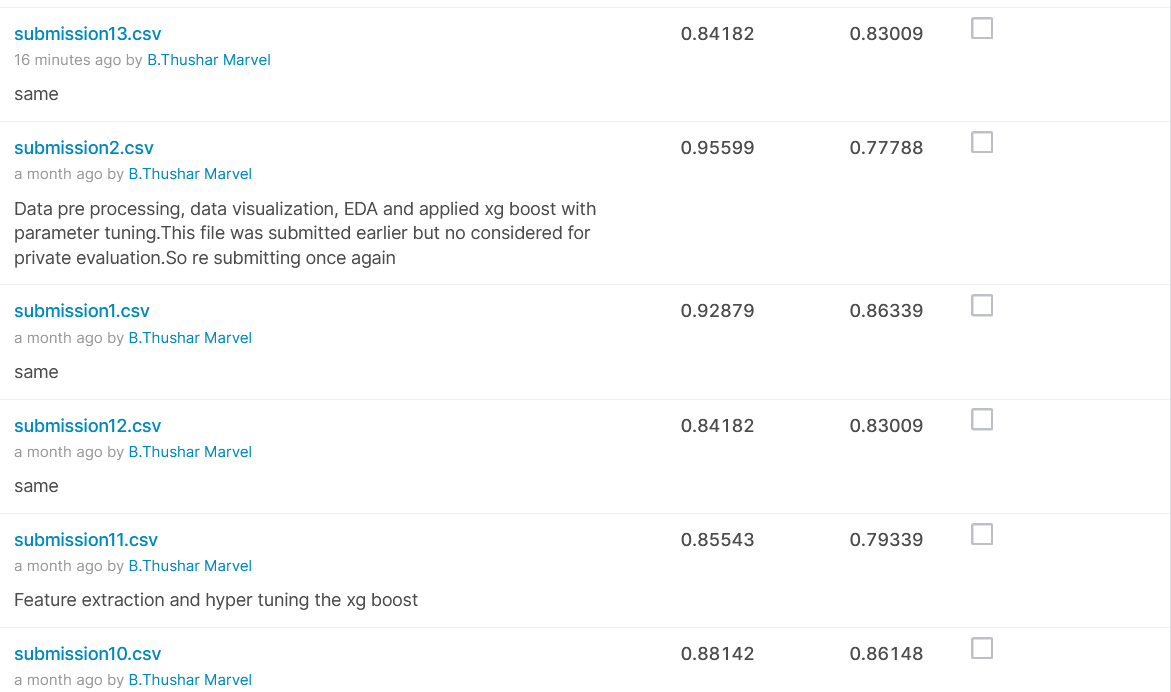 submission13.csv 0.84182 0.83009
16 minutes ago by B.Thushar Marvel
same
submission2.csv 0.95599 0.77788
a month ago by B.Thushar Marvel
Data pre processing, data visualization, EDA and applied xg boost with
parameter tuning.This file was submitted earlier but no considered for
private evaluation.So re submitting once again
submission1.csv 0.92879 0.86339
a month ago by B.Thushar Marvel
same
submission12.csv 0.84182 0.83009
a month ago by B.Thushar Marvel
same
submission11.csv 0.85543 0.79339
a month ago by B.Thushar Marvel
Feature extraction and hyper tuning the xg boost
submission10.csv 0.88142 0.86148
a month ago by B.Thushar Marvel